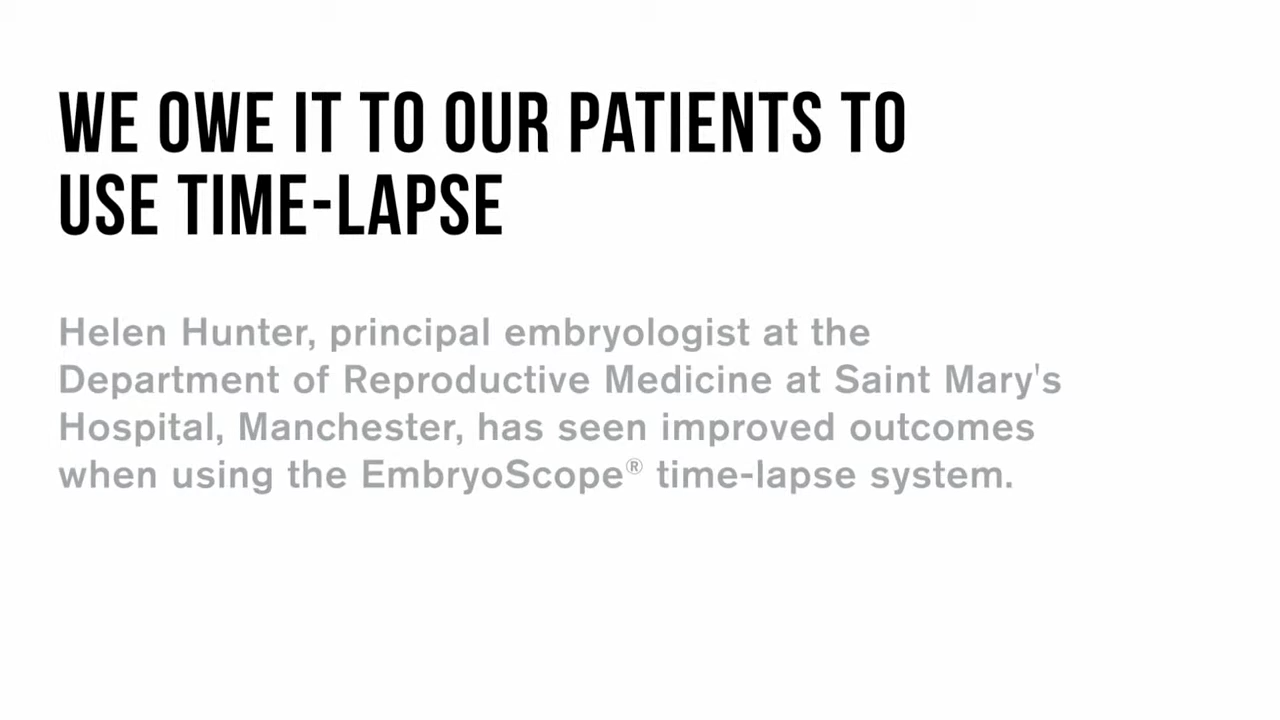 WE OWE IT TO OUR PATIENTS TO
USE TIME-LAPSE
Helen Hunter, principal embryologist at the
Department of Reproductive Medicine at Saint Mary's
Hospital, Manchester, has seen improved outcomes
when using the EmbryoScope® time-lapse system.